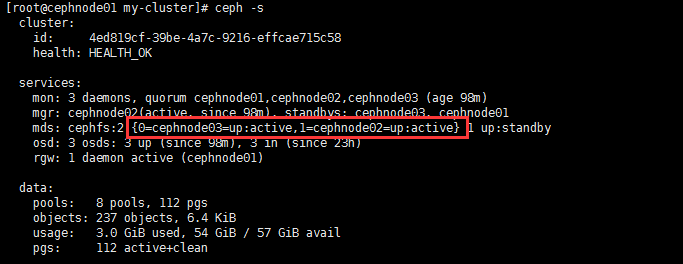 [root@cephnode01 my-cluster]# ceph -s
cluster:
id: 4ed819cf-39be-4a7c-9216-effcae715c58
health: HEALTH_OK
services:
mon: 3 daemons, quorum cephnode01,cephnode02,cephnode03 (age 98m)
mgr: cephnode02(active, since 98m), standbys: cephnode03, cephnode01
mds: cephfs:2 {0=cephnode03=up:active,1=cephnode02=up:active} 1 up:standby
osd: 3 osds: 3 up (since 98m), 3 in (since 23h)
rgw: 1 daemon active (cephnode01)
data:
pools: 8 pools, 112 pgs
objects: 237 objects, 6.4 KiB
usage: 3.0 GiB used, 54 GiB / 57 GiB avail
pgs: 112 active+clean